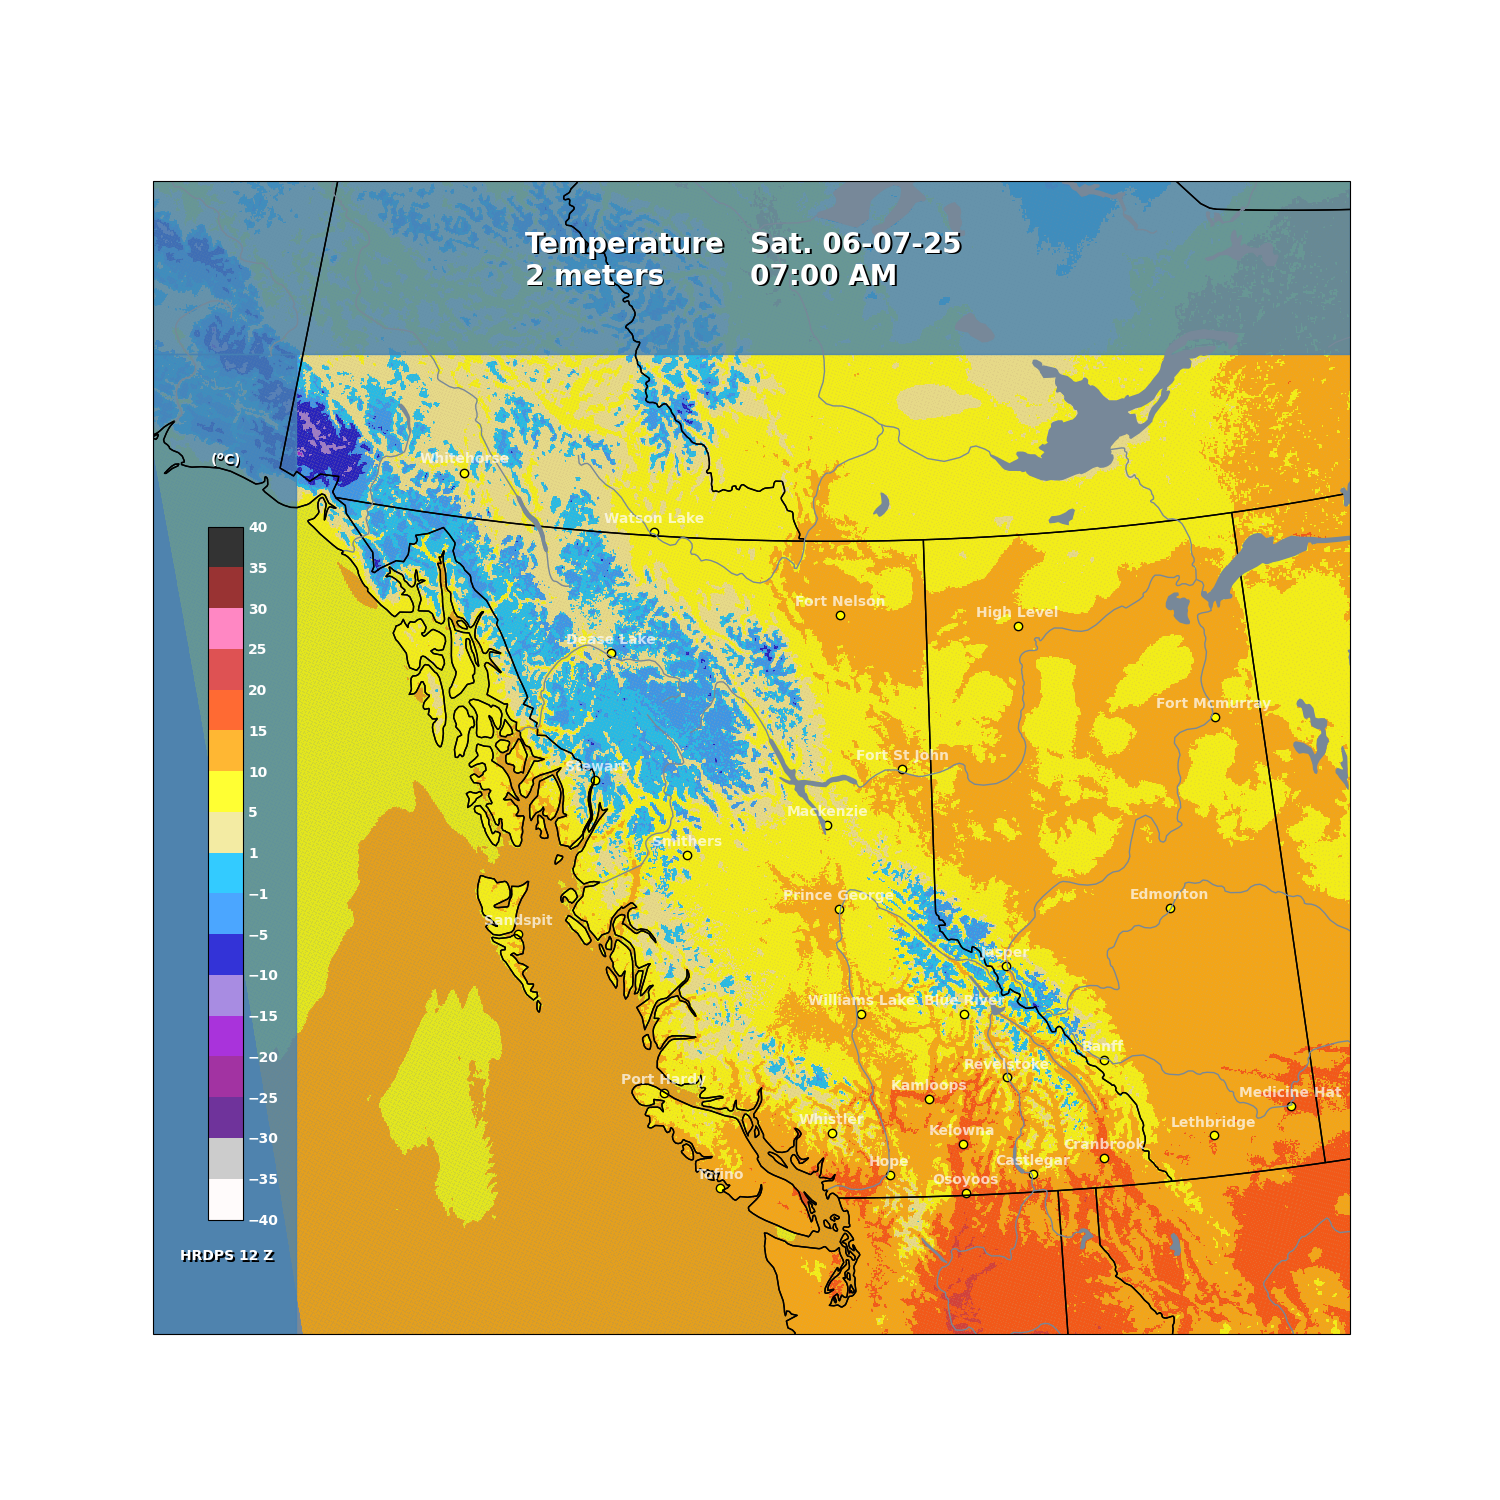 Temperature Sat. 06-07-25
2 meters 07:00 AM
(°C)
Whitehorse
Watson Lake
40
35
30
25
20
15
10
5
1
−1
−5
−10
−15
−20
−25
−30
−35
−40
Fort Nelson
High Level
Dease Lake
Fort Mcmurray
Fort St John
Stewart
Mackenzie
Smithers
Prince George
Edmonton
Sandspit
Jasper
Williams Lake
Blue River
Banff
Revelstoke
Port Hardy
Kamloops
Medicine Hat
Whistler
Lethbridge
Kelowna
Cranbrook
Hope
Castlegar
Tofino
Osoyoos
HRDPS 12 Z